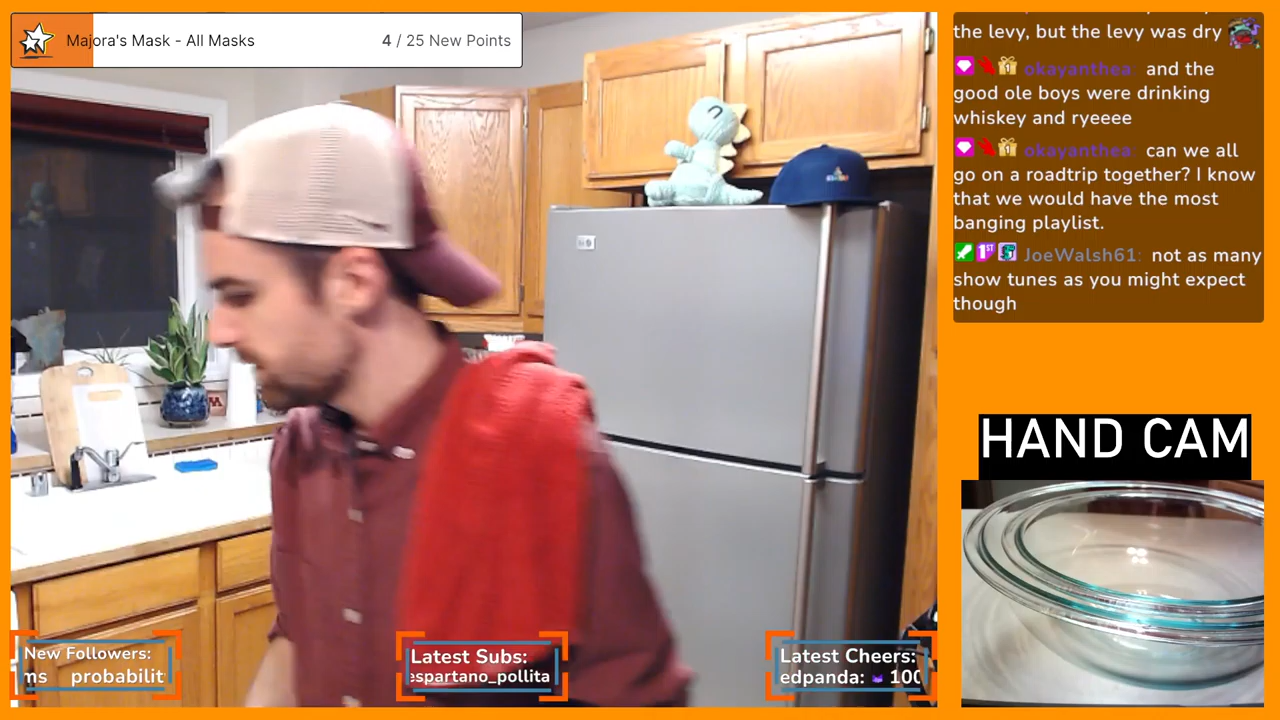 Majora's Mask - All Masks
4 / 25 New Points
the levy, but the levy was dry
okayanthea: and the
good ole boys were drinking
whiskey and ryeeee
okayanthea: can we all
go on a roadtrip together? I know
that we would have the most
banging playlist.
JoeWalsh61: not as many
show tunes as you might expect
though
HAND CAM
New Followers:
ms probabilit
Latest Subs:
espartano_pollita
Latest Cheers:
edpanda: 100
1ST
M